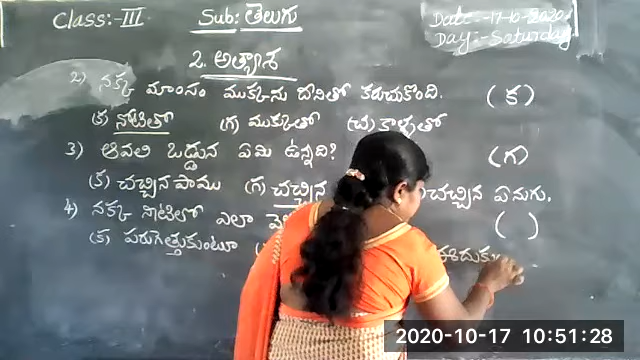 Class:- III Sub: తెలుగు Date:-17-10-2020
Day:-Saturday
2. అత్యాశ
2) నక్క మాంసం ముక్కను దేనితో కరుచుకొంది. (క)
(క) నోటితో (గ) ముక్కుతో (చ) కాళ్ళతో
3) ఆవలి ఒడ్డున ఏమి ఉన్నది? (గ)
(క) చచ్చిన పాము (గ) చచ్చిన చచ్చిన ఏనుగు.
4) నక్క నీటిలో ఎలా ( )
(క) పరుగెత్తుకుంటూ
2020-10-17 10:51:28